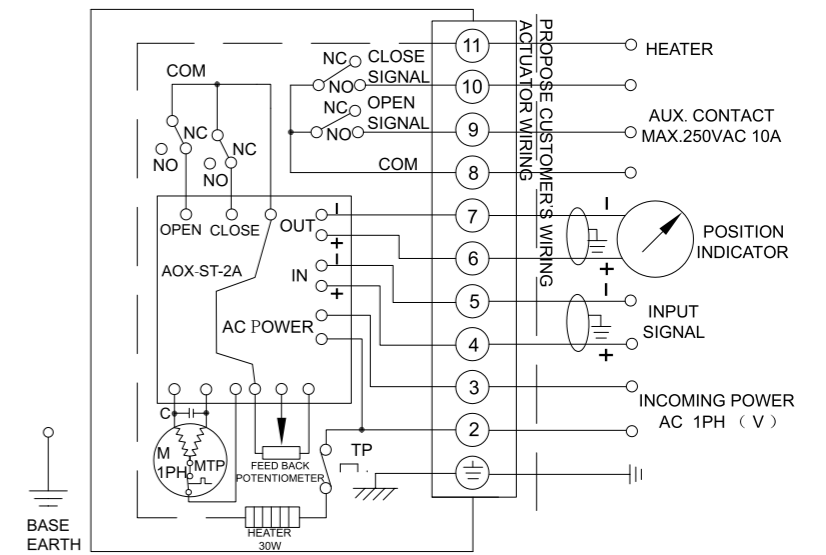 11
HEATER
NC
CLOSE
SIGNAL
COM
NO
10
NC
OPEN
SIGNAL
NO
9
AUX. CONTACT
MAX.250VAC 10A
NC
NC
NO
NO
COM
8
PROPOSE CUSTOMER'S WIRING
ACTUATOR WIRING
7
OPEN
CLOSE
OUT
-
+
6
-
+
POSITION
INDICATOR
AOX-ST-2A
IN
-
+
5
-
+
INPUT
SIGNAL
4
AC POWER
3
INCOMING POWER
AC 1PH ( V )
2
C
M
1PH
MTP
FEED BACK
POTENTIOMETER
TP
HEATER
30W
BASE
EARTH